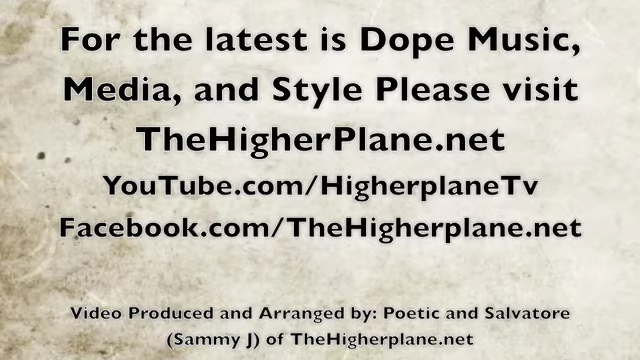 For the latest is Dope Music,
Media, and Style Please visit
TheHigherPlane.net
YouTube.com/HigherplaneTv
Facebook.com/TheHigherplane.net
Video Produced and Arranged by: Poetic and Salvatore
(Sammy J) of TheHigherplane.net